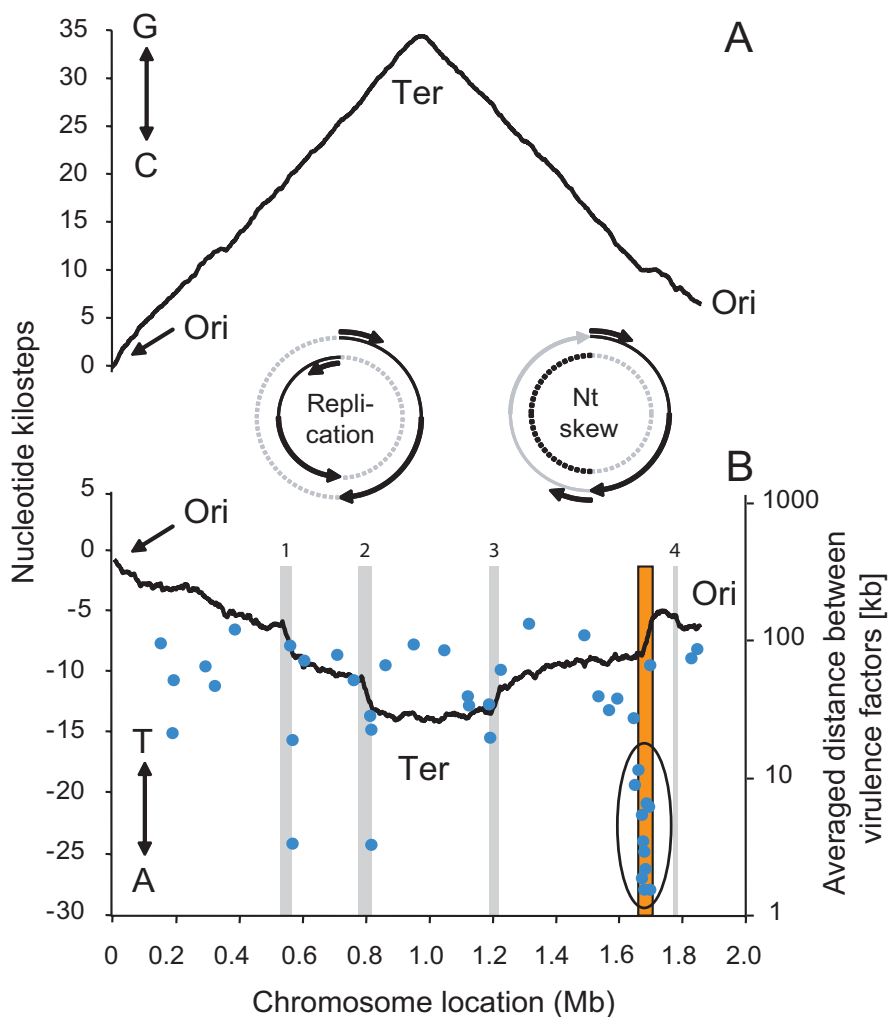 A
G
C
35
30
25
20
15
10
5
0
Ter
Ori
Ori
Nucleotide kilosteps
Repli-
cation
Nt
skew
B
5
0
-5
-10
-15
-20
-25
-30
Ori
1
2
3
4
Ori
Ter
T
A
1000
100
10
1
Averaged distance between
virulence factors [kb]
0
0.2
0.4
0.6
0.8
1.0
1.2
1.4
1.6
1.8
2.0
Chromosome location (Mb)